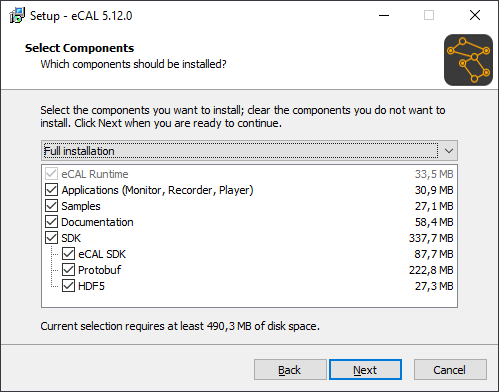 Setup - eCAL 5.12.0
Select Components
Which components should be installed?
Select the components you want to install; clear the components you do not want to
install. Click Next when you are ready to continue.
Full installation
eCAL Runtime 33,5 MB
Applications (Monitor, Recorder, Player) 30,9 MB
Samples 27,1 MB
Documentation 58,4 MB
SDK 337,7 MB
eCAL SDK 87,7 MB
Protobuf 222,8 MB
HDF5 27,3 MB
Current selection requires at least 490,3 MB of disk space.
Back Next Cancel